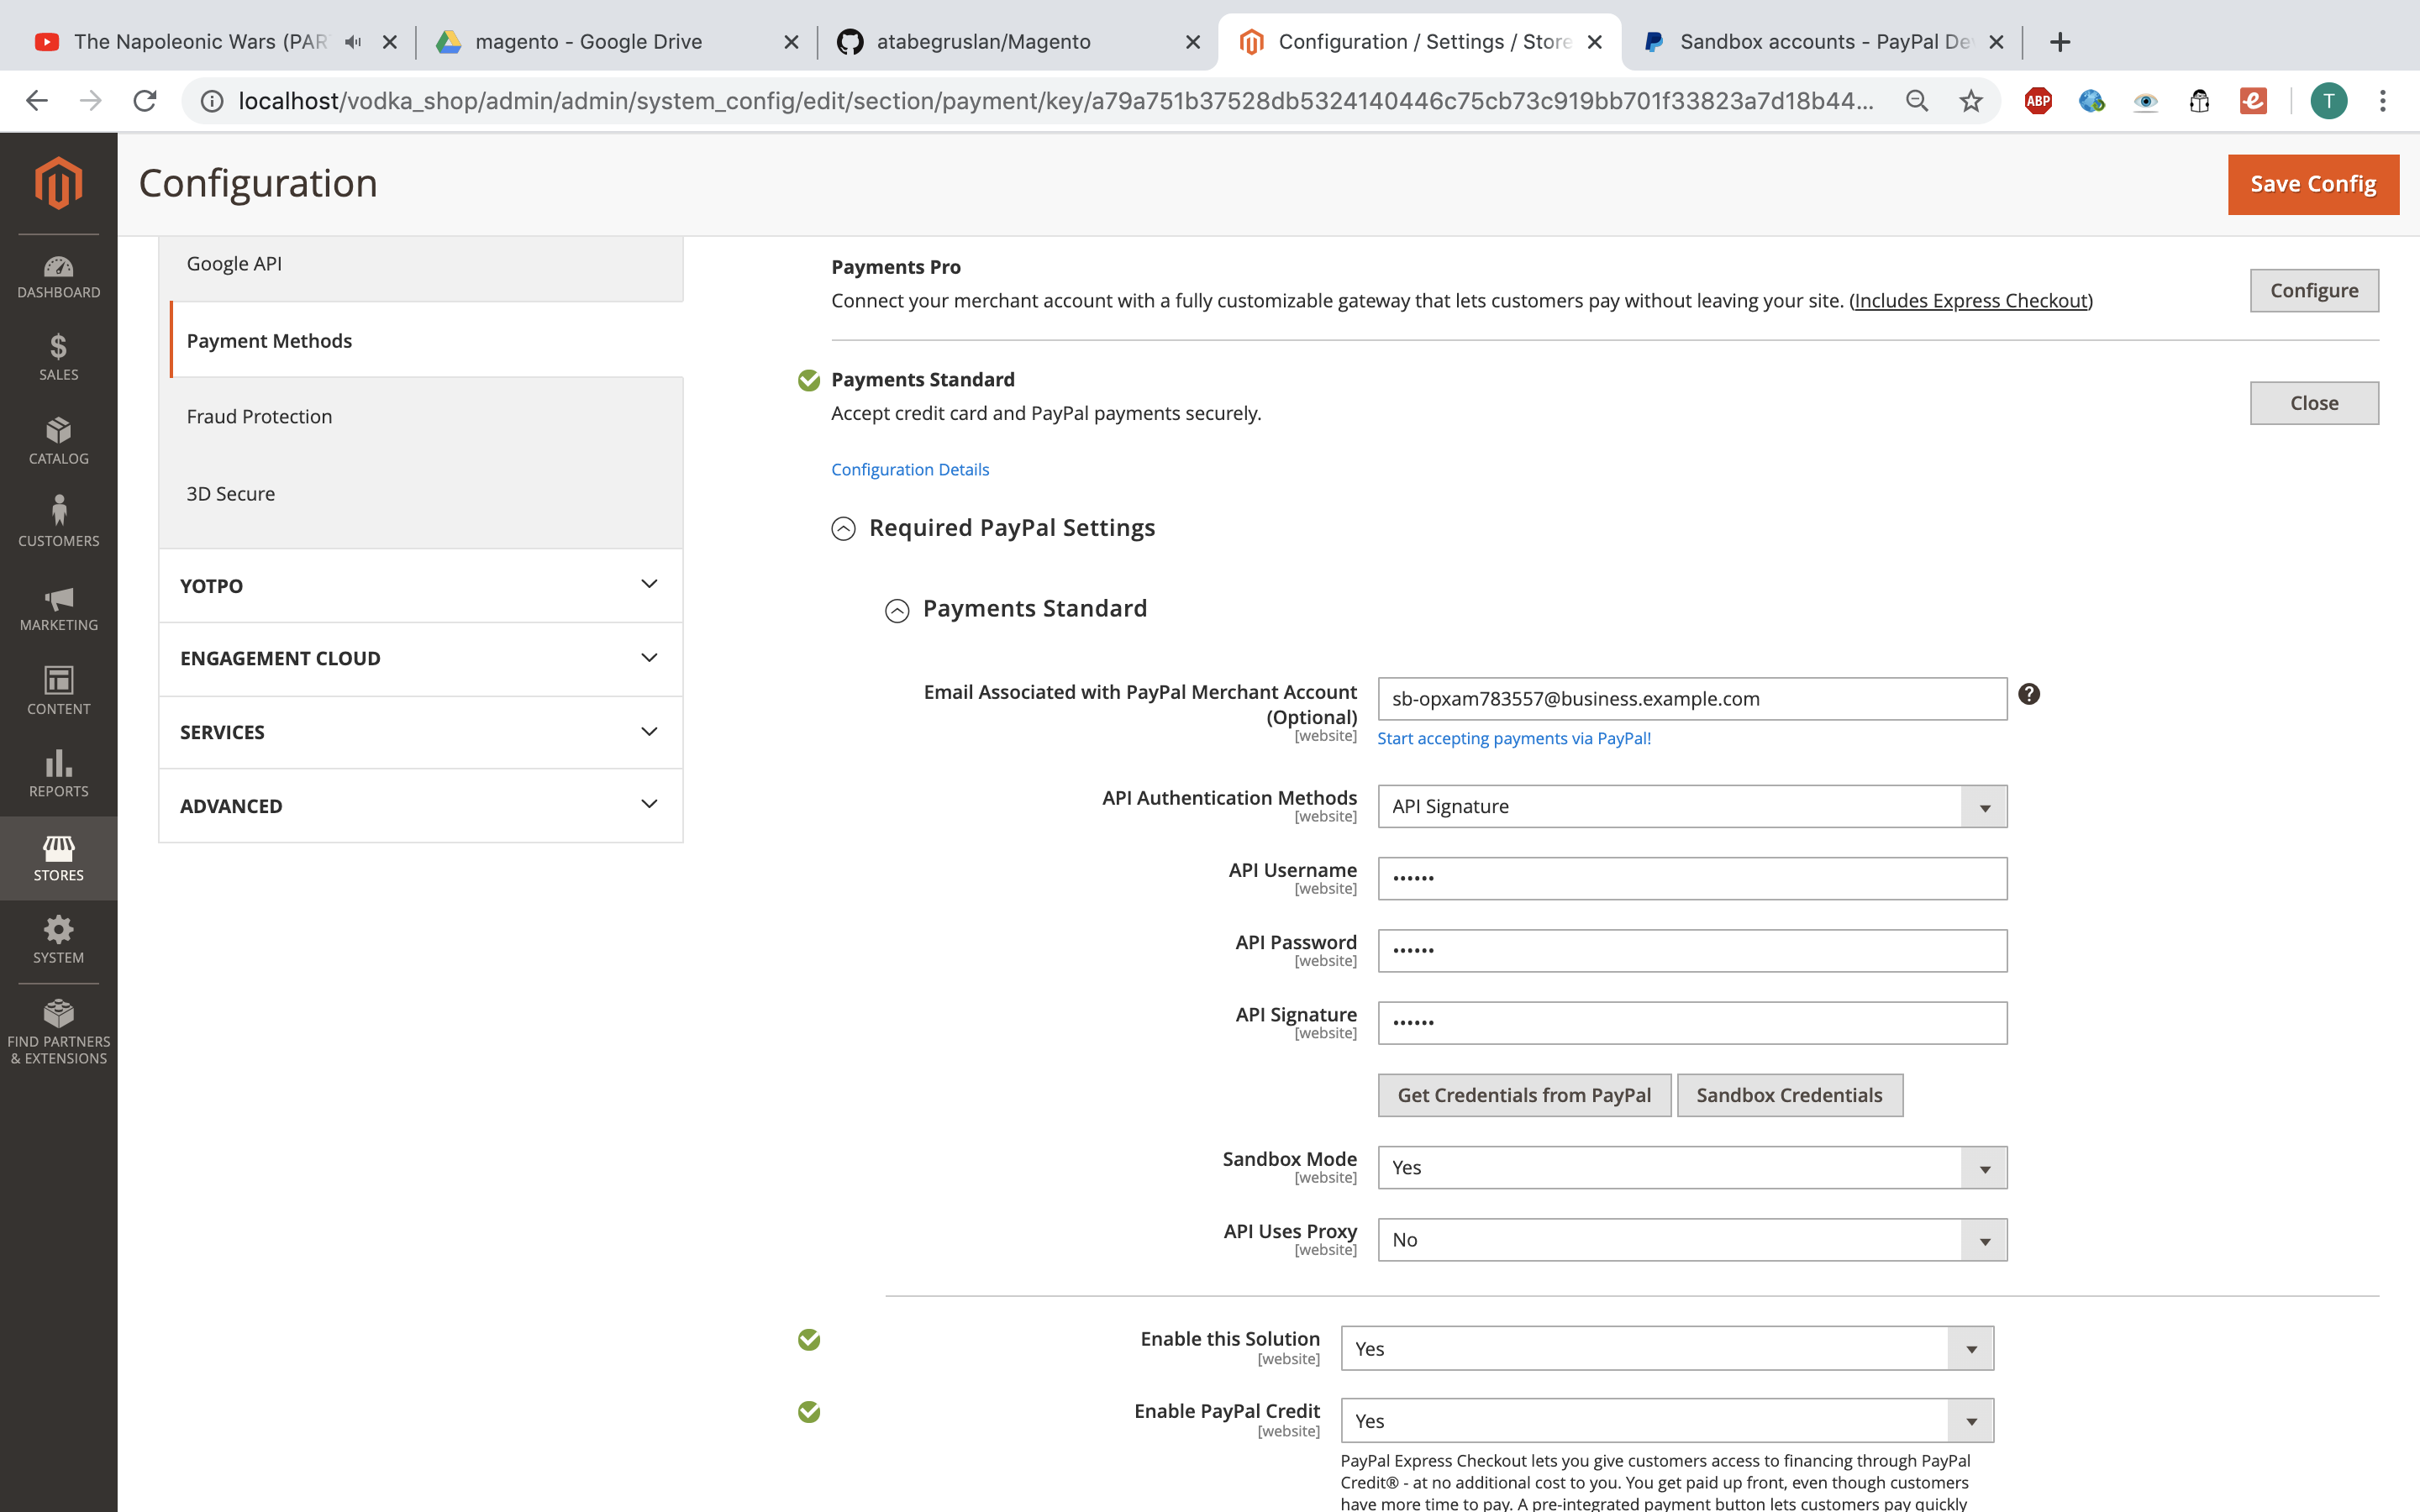 The Napoleonic Wars (PAR
magento - Google Drive
atabegruslan/Magento
Configuration / Settings / Store
Sandbox accounts - PayPal De
localhost/vodka_shop/admin/admin/system_config/edit/section/payment/key/a79a751b37528db5324140446c75cb73c919bb701f33823a7d18b44...
ABP
T
Configuration
Save Config
DASHBOARD
SALES
CATALOG
CUSTOMERS
MARKETING
CONTENT
REPORTS
STORES
SYSTEM
FIND PARTNERS
& EXTENSIONS
Google API
Payment Methods
Fraud Protection
3D Secure
YOTPO
ENGAGEMENT CLOUD
SERVICES
ADVANCED
Payments Pro
Connect your merchant account with a fully customizable gateway that lets customers pay without leaving your site. (Includes Express Checkout)
Configure
Payments Standard
Accept credit card and PayPal payments securely.
Close
Configuration Details
Required PayPal Settings
Payments Standard
Email Associated with PayPal Merchant Account
(Optional)
[website]
sb-opxam783557@business.example.com
Start accepting payments via PayPal!
API Authentication Methods
[website]
API Signature
API Username
[website]
••••••
API Password
[website]
••••••
API Signature
[website]
••••••
Get Credentials from PayPal
Sandbox Credentials
Sandbox Mode
[website]
Yes
API Uses Proxy
[website]
No
Enable this Solution
[website]
Yes
Enable PayPal Credit
[website]
Yes
PayPal Express Checkout lets you give customers access to financing through PayPal
Credit® - at no additional cost to you. You get paid up front, even though customers
have more time to pay. A pre-integrated payment button lets customers pay quickly